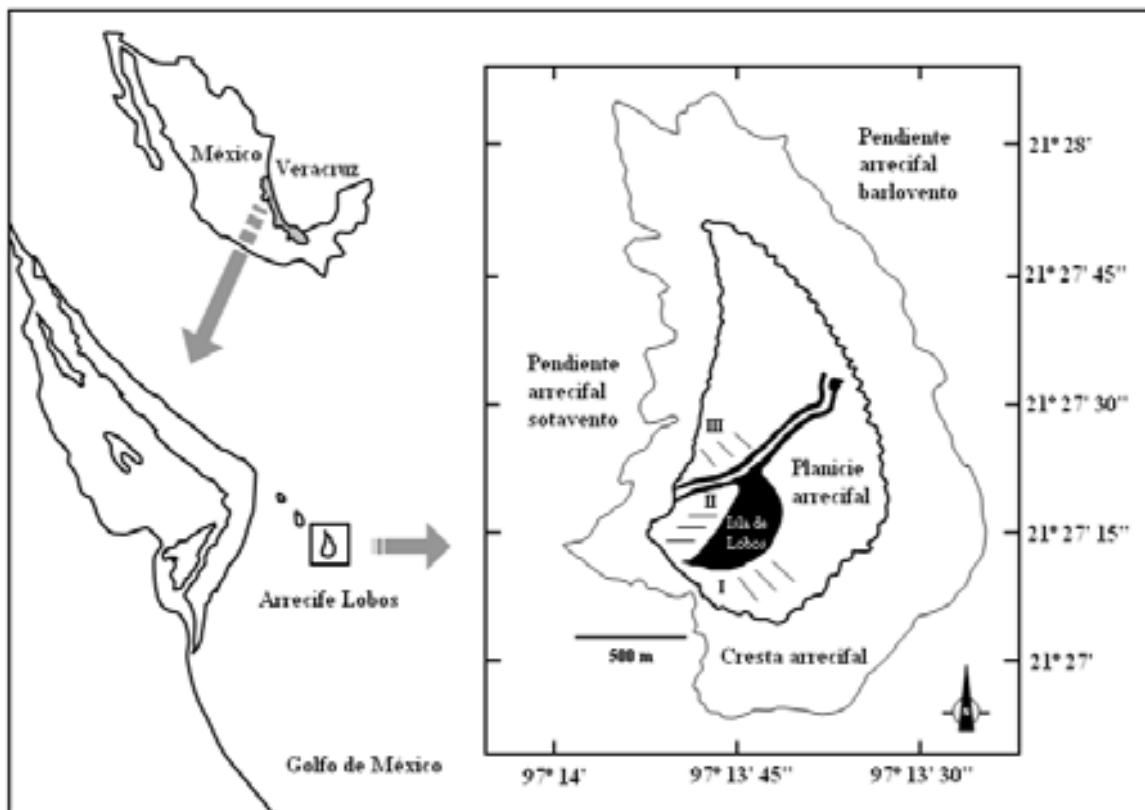 México
Veracruz
Arrecife Lobos
Golfo de México
Pendiente
arrecifal
barlovento
Pendiente
arrecifal
sotavento
III
Planicie
arrecifal
II
Isla de
Lobos
I
500 m
Cresta arrecifal
N
21° 28'
21° 27' 45"
21° 27' 30"
21° 27' 15"
21° 27'
97° 14'
97° 13' 45"
97° 13' 30"